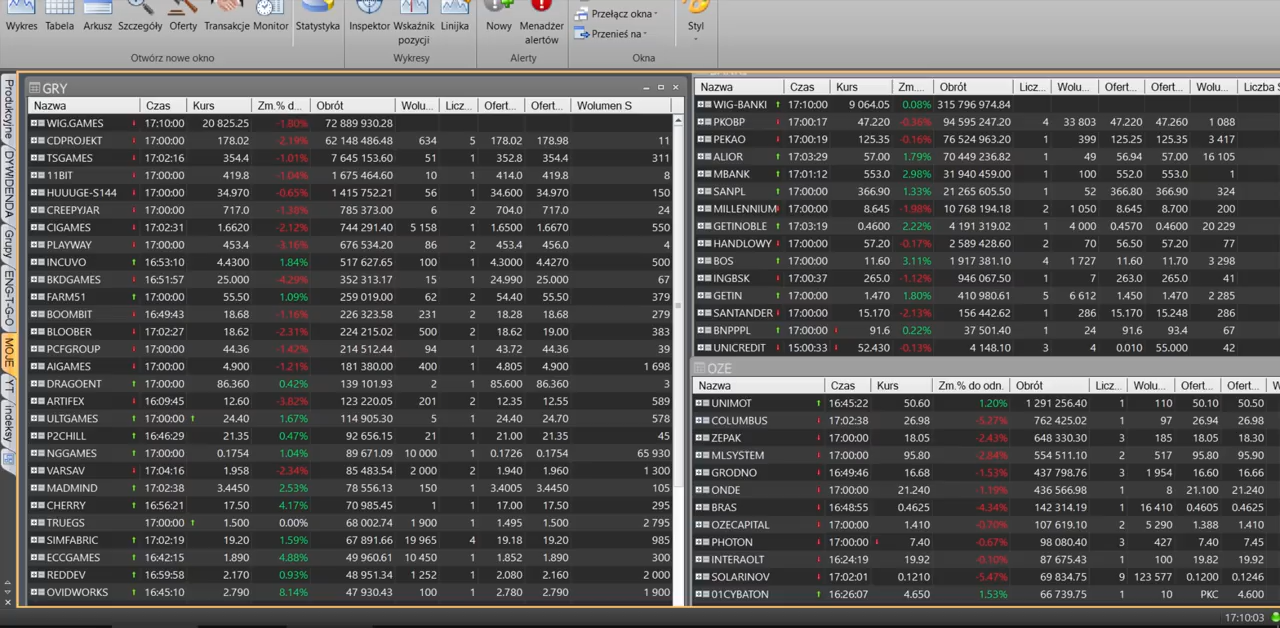 Wykres Tabela Arkusz Szczegóły Oferty Transakcje Monitor Statystyka Inspektor Wskaźnik pozycji Linijka Nowy Menadżer alertów Przełącz okna Przenieś na Styl
Otwórz nowe okno Wykresy Alerty Okna
Produkcyjne
DYWIDENDA
Grupy
ENG-T-G-O
MOJE
YT
Indeksy
GRY
Nazwa Czas Kurs Zm.% d... Obrót Wolu... Licz... Ofert... Ofert... Wolumen S
WIG.GAMES 17:10:00 20 825.25 -1.80% 72 889 930.28
CDPROJEKT 17:00:00 178.02 -2.19% 62 148 486.48 634 5 178.02 178.98 11
TSGAMES 17:02:16 354.4 -1.01% 7 645 153.60 51 1 352.8 354.4 311
11BIT 17:00:00 419.8 -1.04% 1 675 464.60 10 1 414.0 419.8 8
HUUUGE-S144 17:00:00 34.970 -0.65% 1 415 752.21 56 1 34.600 34.970 150
CREEPYJAR 17:00:00 717.0 -1.38% 785 373.00 6 2 704.0 717.0 24
CIGAMES 17:02:31 1.6620 -2.12% 744 291.40 5 158 1 1.6500 1.6670 550
PLAYWAY 17:00:00 453.4 -3.16% 676 534.20 86 2 453.4 456.0 4
INCUVO 16:53:10 4.4300 1.84% 517 627.65 100 1 4.3000 4.4270 500
BKDGAMES 16:51:57 25.000 -4.29% 352 313.17 15 1 24.990 25.000 67
FARM51 17:00:00 55.50 1.09% 259 019.00 62 2 54.40 55.50 379
BOOMBIT 16:49:43 18.68 -1.16% 226 323.58 231 2 18.28 18.68 279
BLOOBER 17:02:27 18.62 -2.31% 224 215.02 500 2 18.62 19.00 383
PCFGROUP 17:00:00 44.36 -1.42% 214 512.44 94 1 43.72 44.36 39
AIGAMES 17:00:00 4.900 -1.21% 181 380.00 400 1 4.805 4.900 1 698
DRAGOENT 17:00:00 86.360 0.42% 139 101.93 2 1 85.600 86.360 3
ARTIFEX 16:09:45 12.60 -3.82% 123 220.05 201 2 12.35 12.55 589
ULTGAMES 17:00:00 24.40 1.67% 114 905.30 5 1 24.40 24.70 578
P2CHILL 16:46:29 21.35 0.47% 92 656.15 21 1 21.00 21.35 45
NGGAMES 17:00:00 0.1754 1.04% 89 671.09 10 000 1 0.1726 0.1754 65 930
VARSAV 17:04:16 1.958 -2.34% 85 483.54 2 000 2 1.940 1.960 1 300
MADMIND 17:02:38 3.4450 2.53% 78 556.13 150 1 3.4005 3.4450 105
CHERRY 16:56:21 17.50 4.17% 70 985.45 1 1 17.00 17.50 295
TRUEGS 17:00:00 1.500 0.00% 68 002.74 1 900 1 1.495 1.500 2 795
SIMFABRIC 17:02:19 19.20 1.59% 67 891.66 19 965 4 19.18 19.20 985
ECCGAMES 16:42:15 1.890 4.88% 49 960.61 10 450 1 1.852 1.890 300
REDDEV 16:59:58 2.170 0.93% 48 951.34 1 252 1 2.080 2.160 2 000
OVIDWORKS 16:45:10 2.790 8.14% 47 930.43 100 1 2.780 2.790 1 900
Nazwa Czas Kurs Zm.... Obrót Licz... Wolu... Ofert... Ofert... Wolu... Liczba S
WIG-BANKI 17:10:00 9 064.05 0.08% 315 796 974.84
PKOBP 17:00:17 47.220 -0.36% 94 595 247.20 4 33 803 47.220 47.260 1 088
PEKAO 17:00:19 125.35 -0.16% 76 524 963.20 1 399 125.25 125.35 3 417
ALIOR 17:03:29 57.00 1.79% 70 449 236.82 1 49 56.94 57.00 16 105
MBANK 17:01:12 553.0 2.98% 31 940 459.00 1 100 552.0 553.0 1
SANPL 17:00:00 366.90 1.33% 21 265 605.50 1 52 366.80 366.90 324
MILLENNIUM 17:00:00 8.645 -1.98% 10 768 194.18 2 1 050 8.645 8.700 200
GETINOBLE 17:03:19 0.4600 2.22% 4 191 319.02 1 4 000 0.4570 0.4600 20 229
HANDLOWY 17:00:00 57.20 -0.17% 2 589 428.60 2 70 56.50 57.20 77
BOS 17:00:00 11.60 3.11% 1 917 381.10 4 1 727 11.60 11.70 3 298
INGBSK 17:00:37 265.0 -1.12% 946 067.50 1 7 263.0 265.0 41
GETIN 17:00:00 1.470 1.80% 410 980.61 5 6 612 1.450 1.470 2 285
SANTANDER 17:00:00 15.170 -2.13% 156 442.62 1 286 15.170 15.248 286
BNPPPL 17:00:00 91.6 0.22% 37 501.40 1 24 91.6 93.4 67
UNICREDIT 15:00:33 52.430 -0.13% 4 148.10 3 4 0.010 55.000 42
OZE
Nazwa Czas Kurs Zm.% do odn. Obrót Licz... Wolu... Ofert... Ofert... W
UNIMOT 16:45:22 50.60 1.20% 1 291 256.40 1 110 50.10 50.50
COLUMBUS 17:02:38 26.98 -5.27% 762 425.02 1 97 26.94 26.98
ZEPAK 17:00:00 18.05 -2.43% 648 330.30 3 185 18.05 18.30
MLSYSTEM 17:00:00 95.80 -2.84% 554 511.10 2 517 95.80 95.90
GRODNO 16:49:46 16.68 -1.53% 437 798.76 3 1 954 16.60 16.66
ONDE 17:00:00 21.240 -1.19% 436 566.98 1 8 21.100 21.240
BRAS 16:48:55 0.4625 -4.34% 142 314.19 1 16 410 0.4605 0.4625
OZECAPITAL 17:00:00 1.410 -0.70% 107 619.10 2 5 290 1.388 1.410
PHOTON 17:00:00 7.40 -0.67% 98 080.40 3 427 7.40 7.45
INTERAOLT 16:24:19 19.92 -0.10% 87 675.43 1 100 19.82 19.92
SOLARINOV 17:02:01 0.1210 -5.47% 69 834.75 9 123 577 0.1200 0.1246
01CYBATON 16:26:07 4.650 1.53% 66 739.75 1 10 PKC 4.600
17:10:03